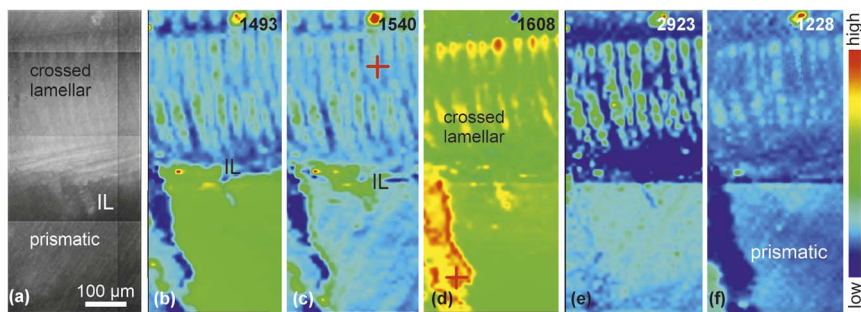 crossed
lamellar
IL
prismatic
(a)
100 µm
1493
IL
(b)
1540
IL
(c)
1608
crossed
lamellar
(d)
2923
(e)
1228
prismatic
(f)
high
low